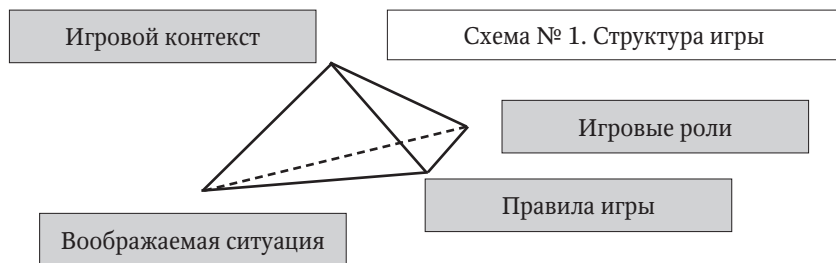 Игровой контекст
Схема № 1. Структура игры
Игровые роли
Правила игры
Воображаемая ситуация